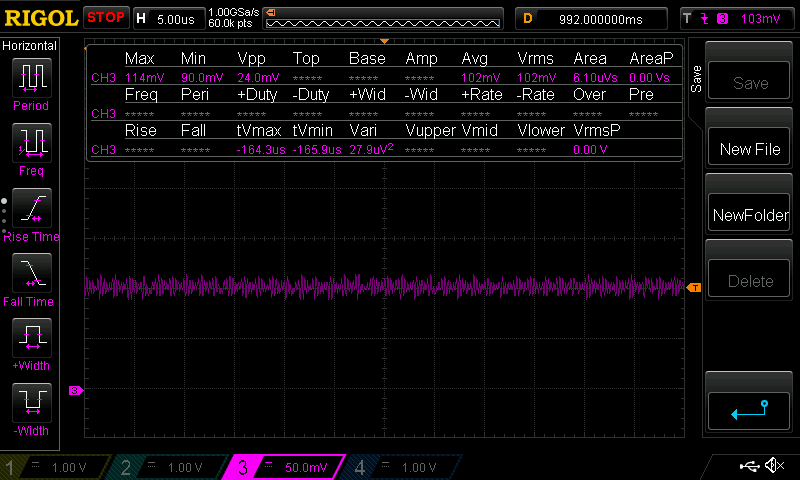 RIGOL STOP H 5.00us 1.00GSa/s 60.0k pts D 992.000000ms T 3 103mV
Horizontal
Period
Freq
Rise Time
Fall Time
+Width
-Width
Max Min Vpp Top Base Amp Avg Vrms Area AreaP
CH3 114mV 90.0mV 24.0mV ***** ***** ***** 102mV 102mV 6.10uVs 0.00 Vs
Freq Peri +Duty -Duty +Wid -Wid +Rate -Rate Over Pre
CH3 ***** ***** ***** ***** ***** ***** ***** ***** ***** *****
Rise Fall tVmax tVmin Vari Vupper Vmid Vlower VrmsP
CH3 ***** ***** -164.3us -165.9us 27.9uV² ***** ***** ***** 0.00 V
T
3
Save
Save
New File
NewFolder
Delete
1 1.00 V 2 1.00 V 3 50.0mV 4 1.00 V